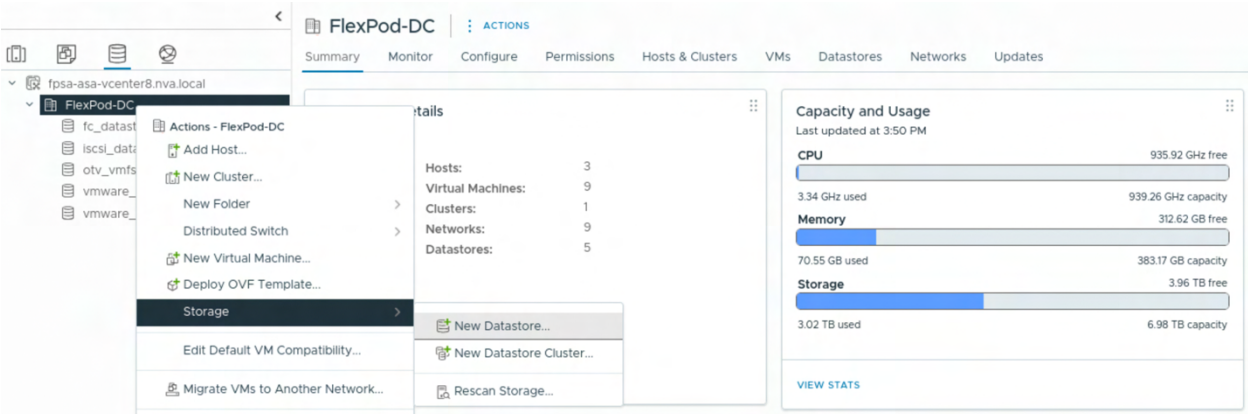 FlexPod-DC
ACTIONS
Summary Monitor Configure Permissions Hosts & Clusters VMs Datastores Networks Updates
fpsa-asa-vcenter8.nva.local
FlexPod-DC
fc_datast
iscsi_data
otv_vmfs
vmware_
vmware_
Actions - FlexPod-DC
Add Host...
New Cluster...
New Folder
Distributed Switch
New Virtual Machine...
Deploy OVF Template...
Storage
Edit Default VM Compatibility...
Migrate VMs to Another Network...
New Datastore...
New Datastore Cluster...
Rescan Storage...
etails
Hosts: 3
Virtual Machines: 9
Clusters: 1
Networks: 9
Datastores: 5
Capacity and Usage
Last updated at 3:50 PM
CPU 935.92 GHz free
3.34 GHz used 939.26 GHz capacity
Memory 312.62 GB free
70.55 GB used 383.17 GB capacity
Storage 3.96 TB free
3.02 TB used 6.98 TB capacity
VIEW STATS